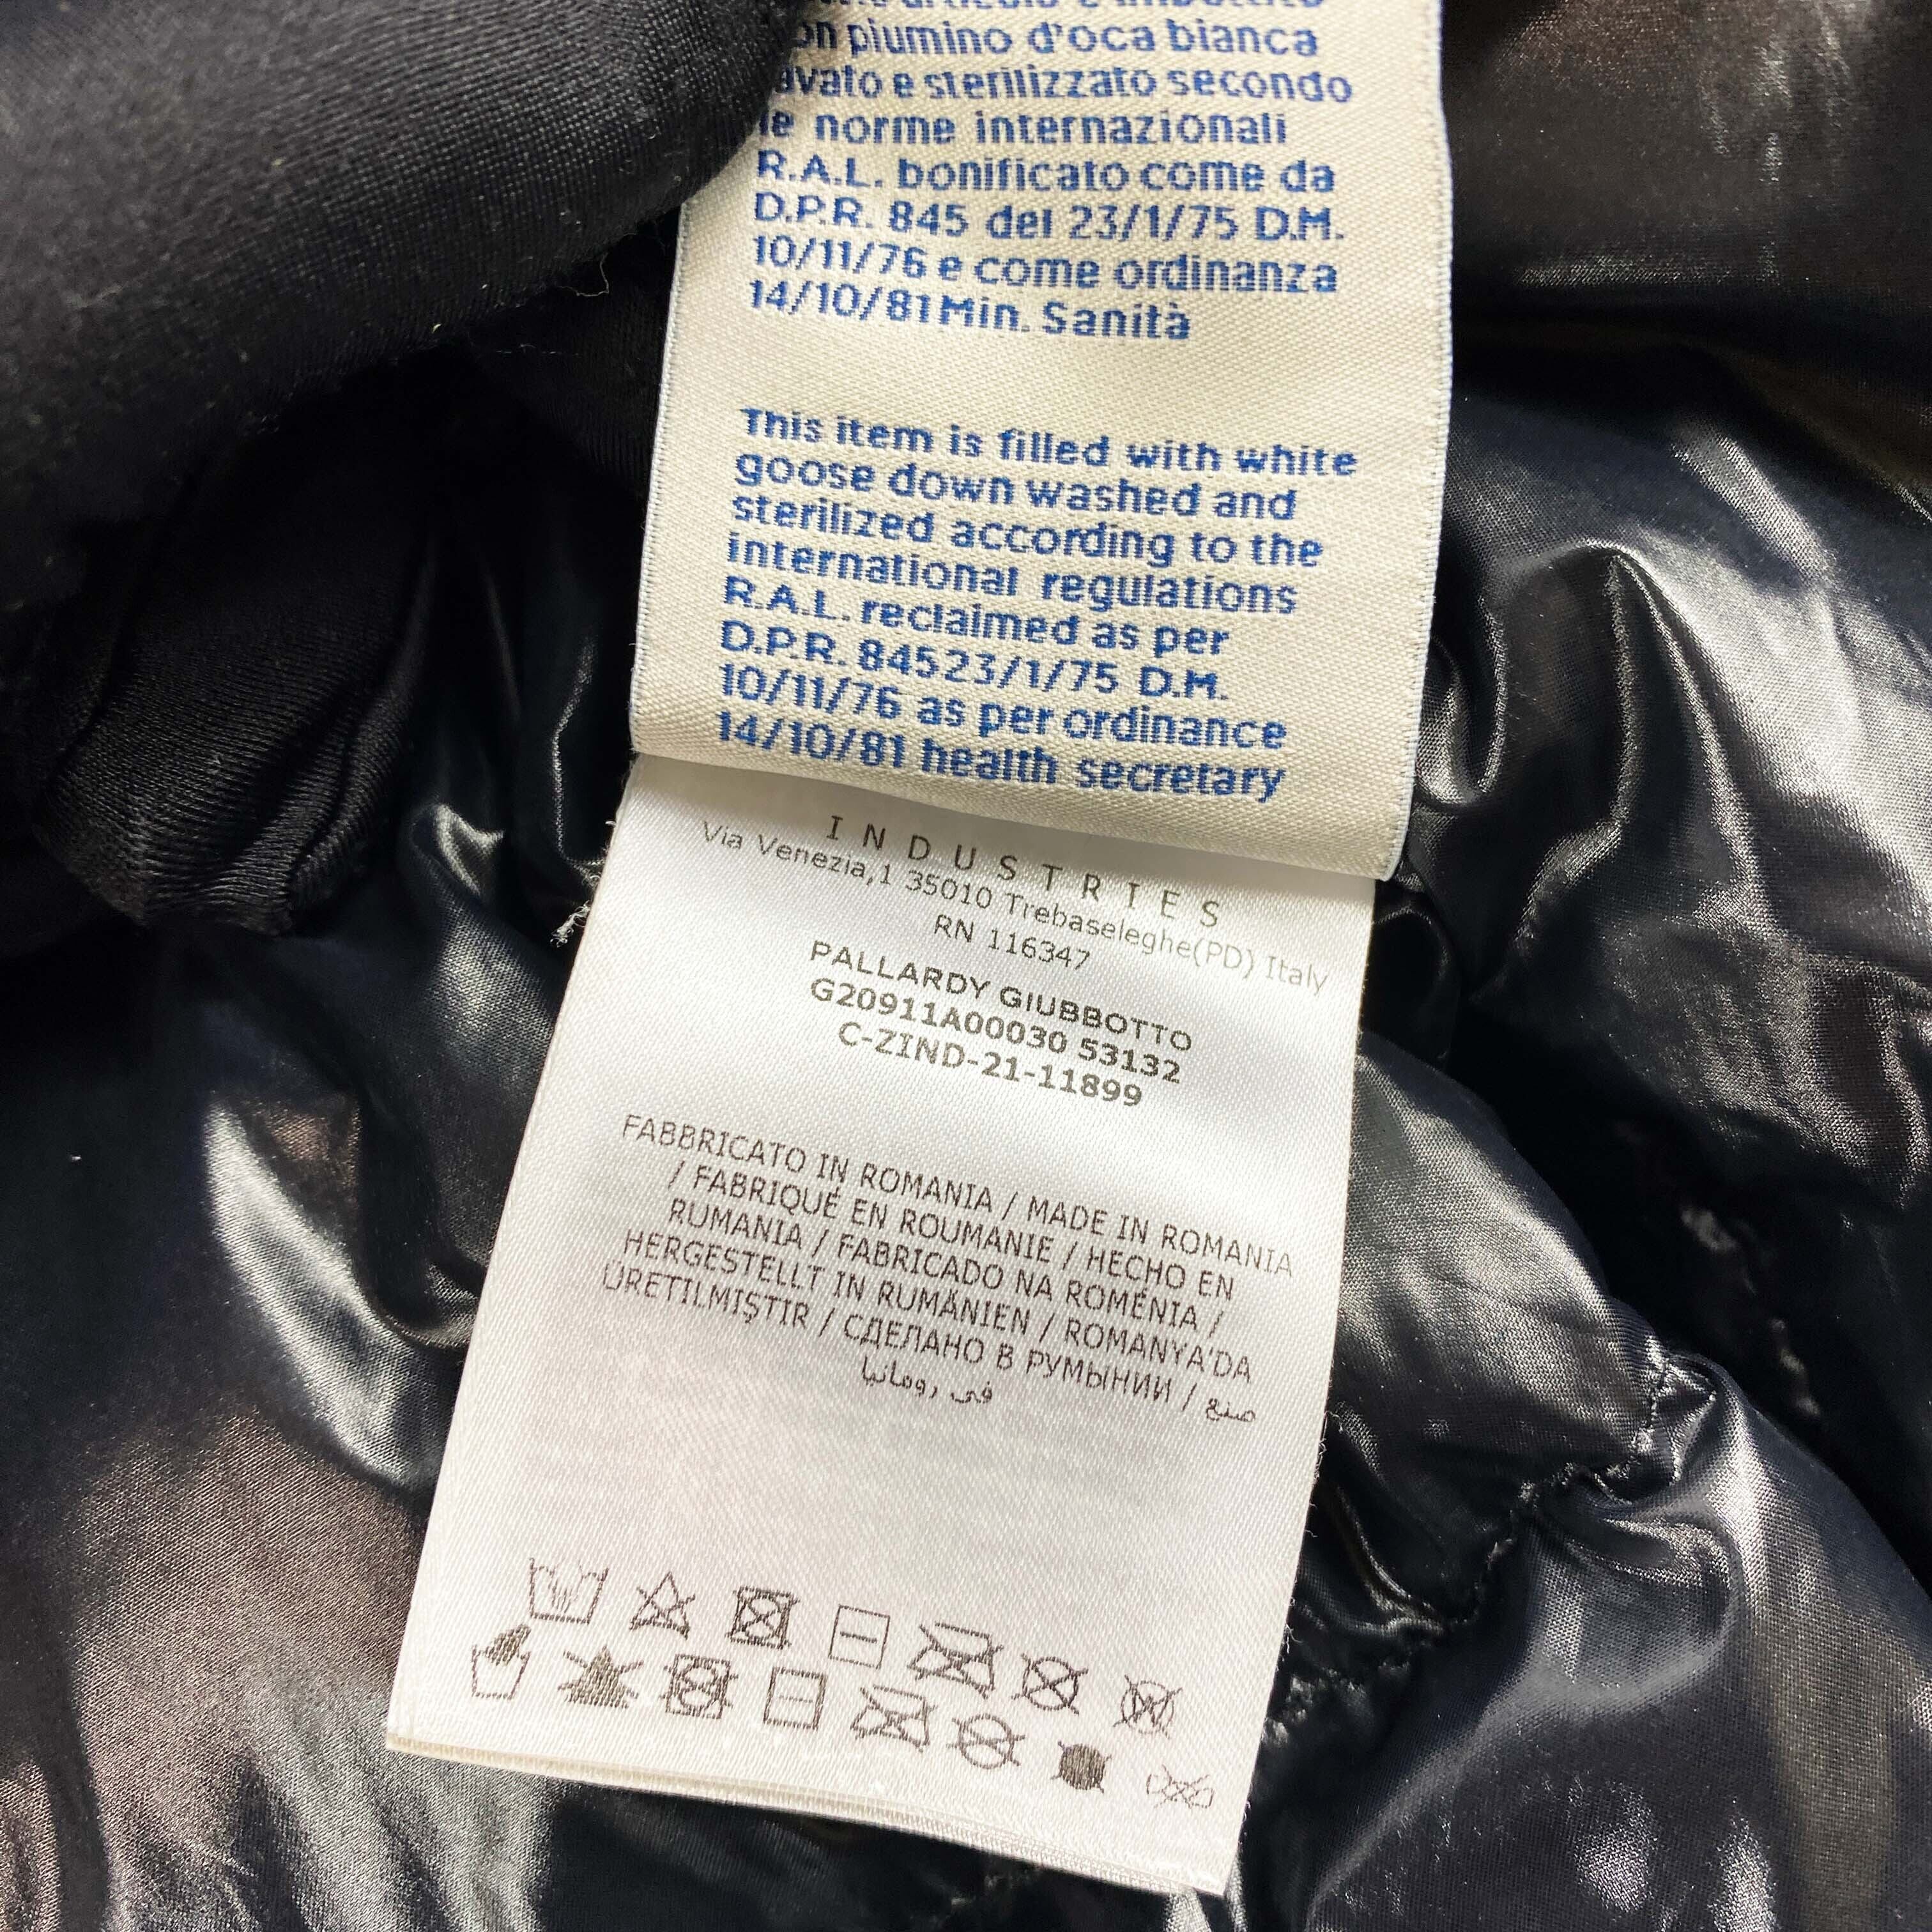 piumino d'oca bianca
e sterilizzato secondo
le norme internazionali
R.A.L. bonificato come da
D.P.R. 845 del 23/1/75 D.M.
10/11/76 e come ordinanza
14/10/81 Min. Sanità
This item is filled with white
goose down washed and
sterilized according to the
international regulations
R.A.L. reclaimed as per
D.P.R. 84523/1/75 D.M.
10/11/76 as per ordinance
14/10/81 health secretary
INDUSTRIES
Via Venezia,1 35010 Trebaseleghe(PD) Italy
RN 116347
PALLARDY GIUBBOTTO
G20911A00030 53132
C-ZIND-21-11899
FABBRICATO IN ROMANIA / MADE IN ROMANIA
/ FABRIQUÉ EN ROUMANIE / HECHO EN
RUMANIA / FABRICADO NA ROMÉNIA /
HERGESTELLT IN RUMÄNIEN / ROMANYA'DA
ÜRETILMIŞTIR / СДЕЛАНО В РУМЫНИИ / صنع
في رومانيا